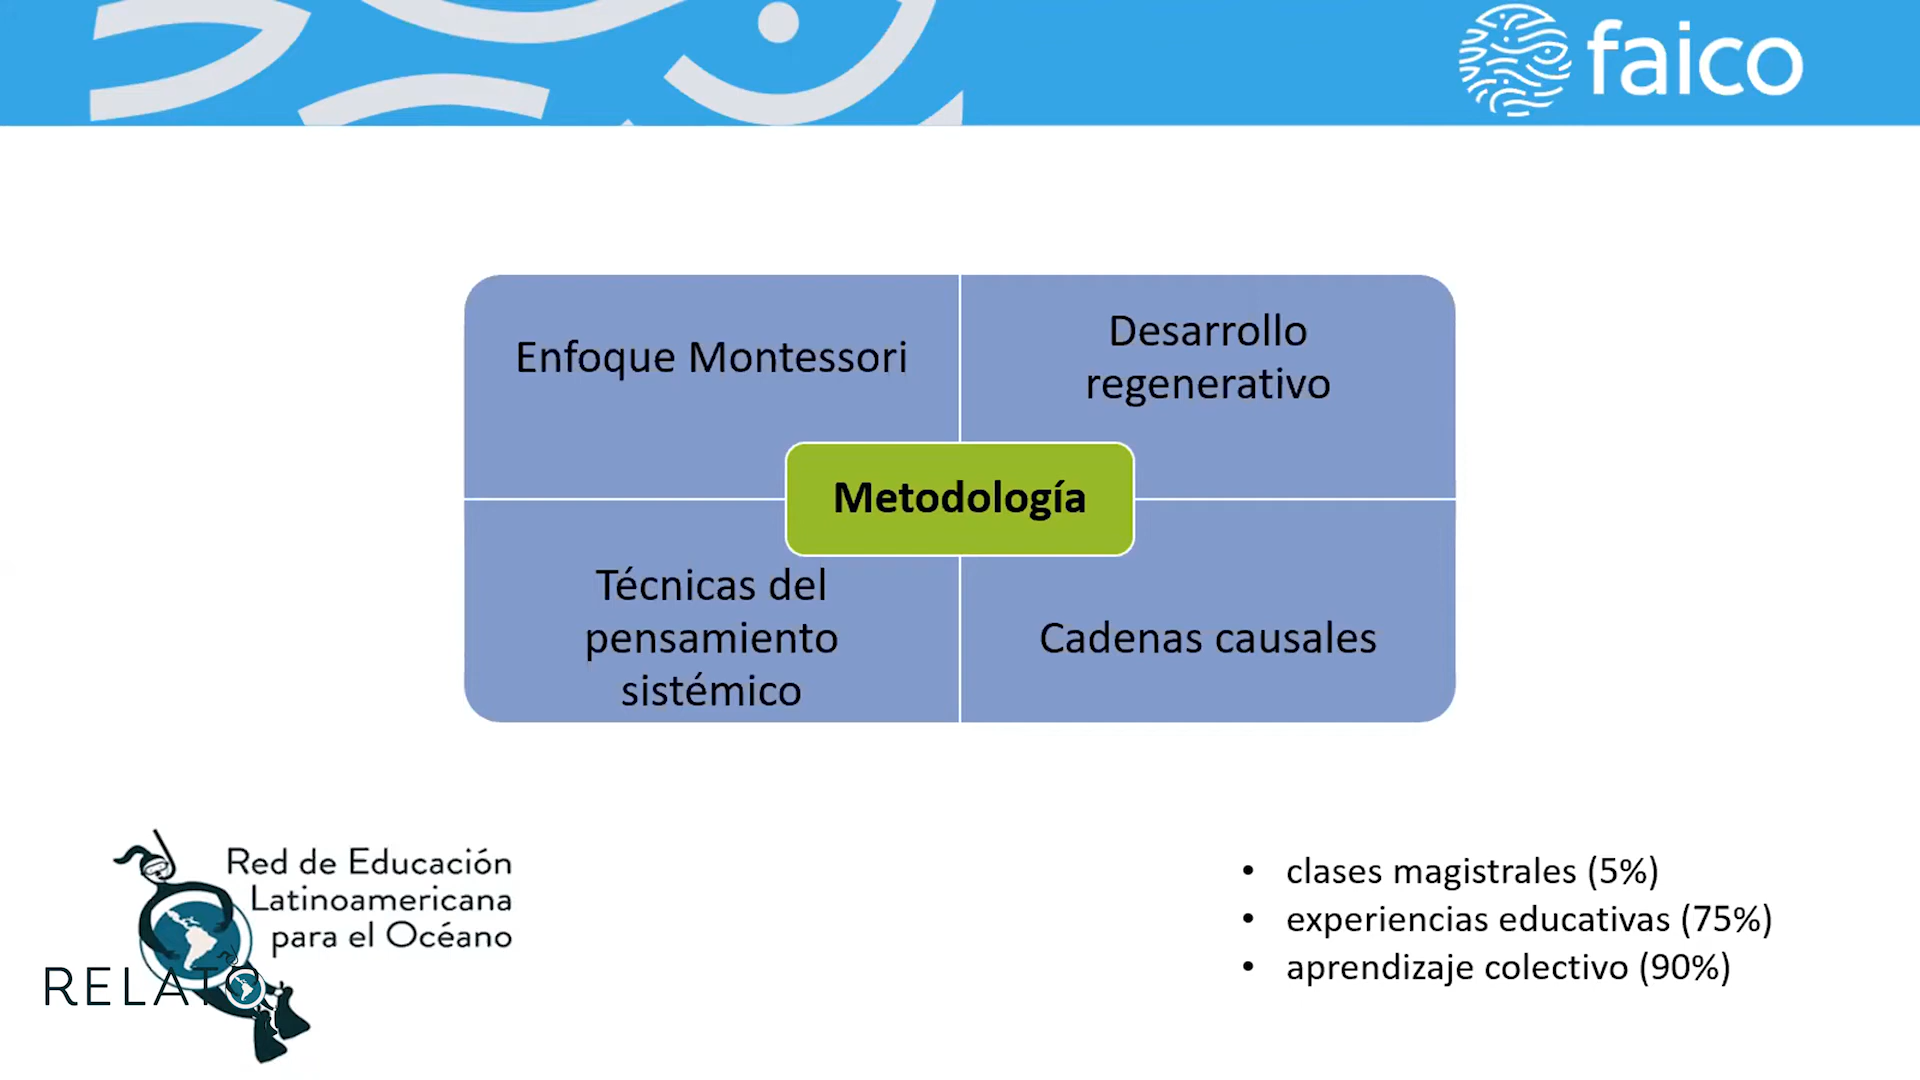 faico
Enfoque Montessori
Desarrollo
regenerativo
Metodología
Técnicas del
pensamiento
sistémico
Cadenas causales
Red de Educación
Latinoamericana
para el Océano
RELATO
• clases magistrales (5%)
• experiencias educativas (75%)
• aprendizaje colectivo (90%)